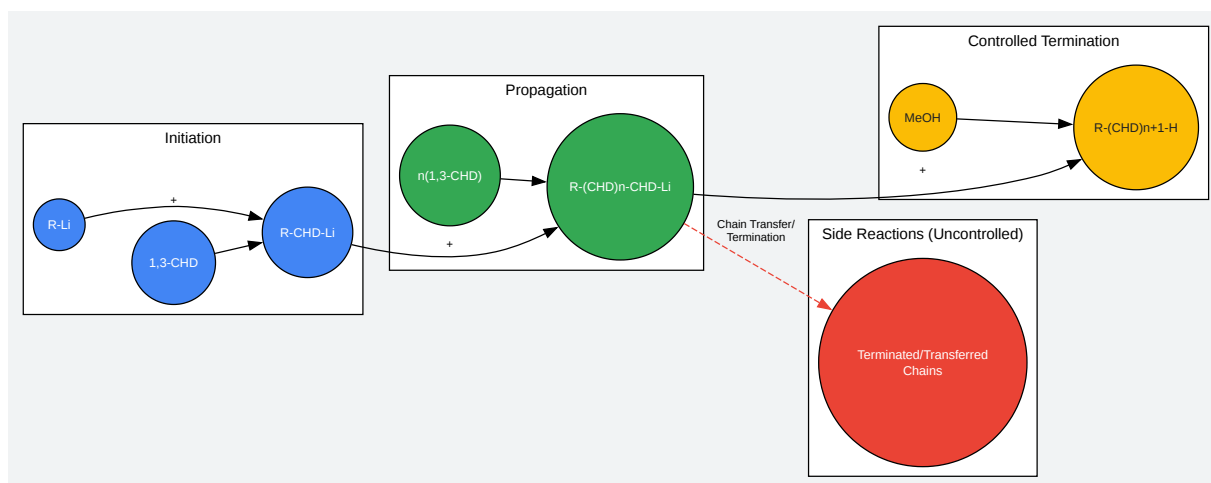 Initiation
R-Li
+
1,3-CHD
R-CHD-Li
Propagation
n(1,3-CHD)
+
R-(CHD)n-CHD-Li
Chain Transfer/
Termination
Controlled Termination
MeOH
+
R-(CHD)n+1-H
Side Reactions (Uncontrolled)
Terminated/Transferred
Chains